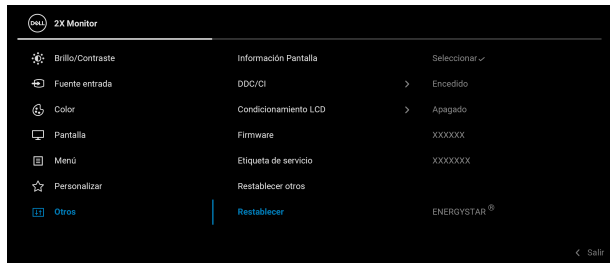 DELL 2X Monitor
Brillo/Contraste Información Pantalla Seleccionar ✓
Fuente entrada DDC/CI > Encedido
Color Condicionamiento LCD > Apagado
Pantalla Firmware XXXXXX
Menú Etiqueta de servicio XXXXXXX
Personalizar Restablecer otros
Otros Restablecer ENERGYSTAR ®
< Salir